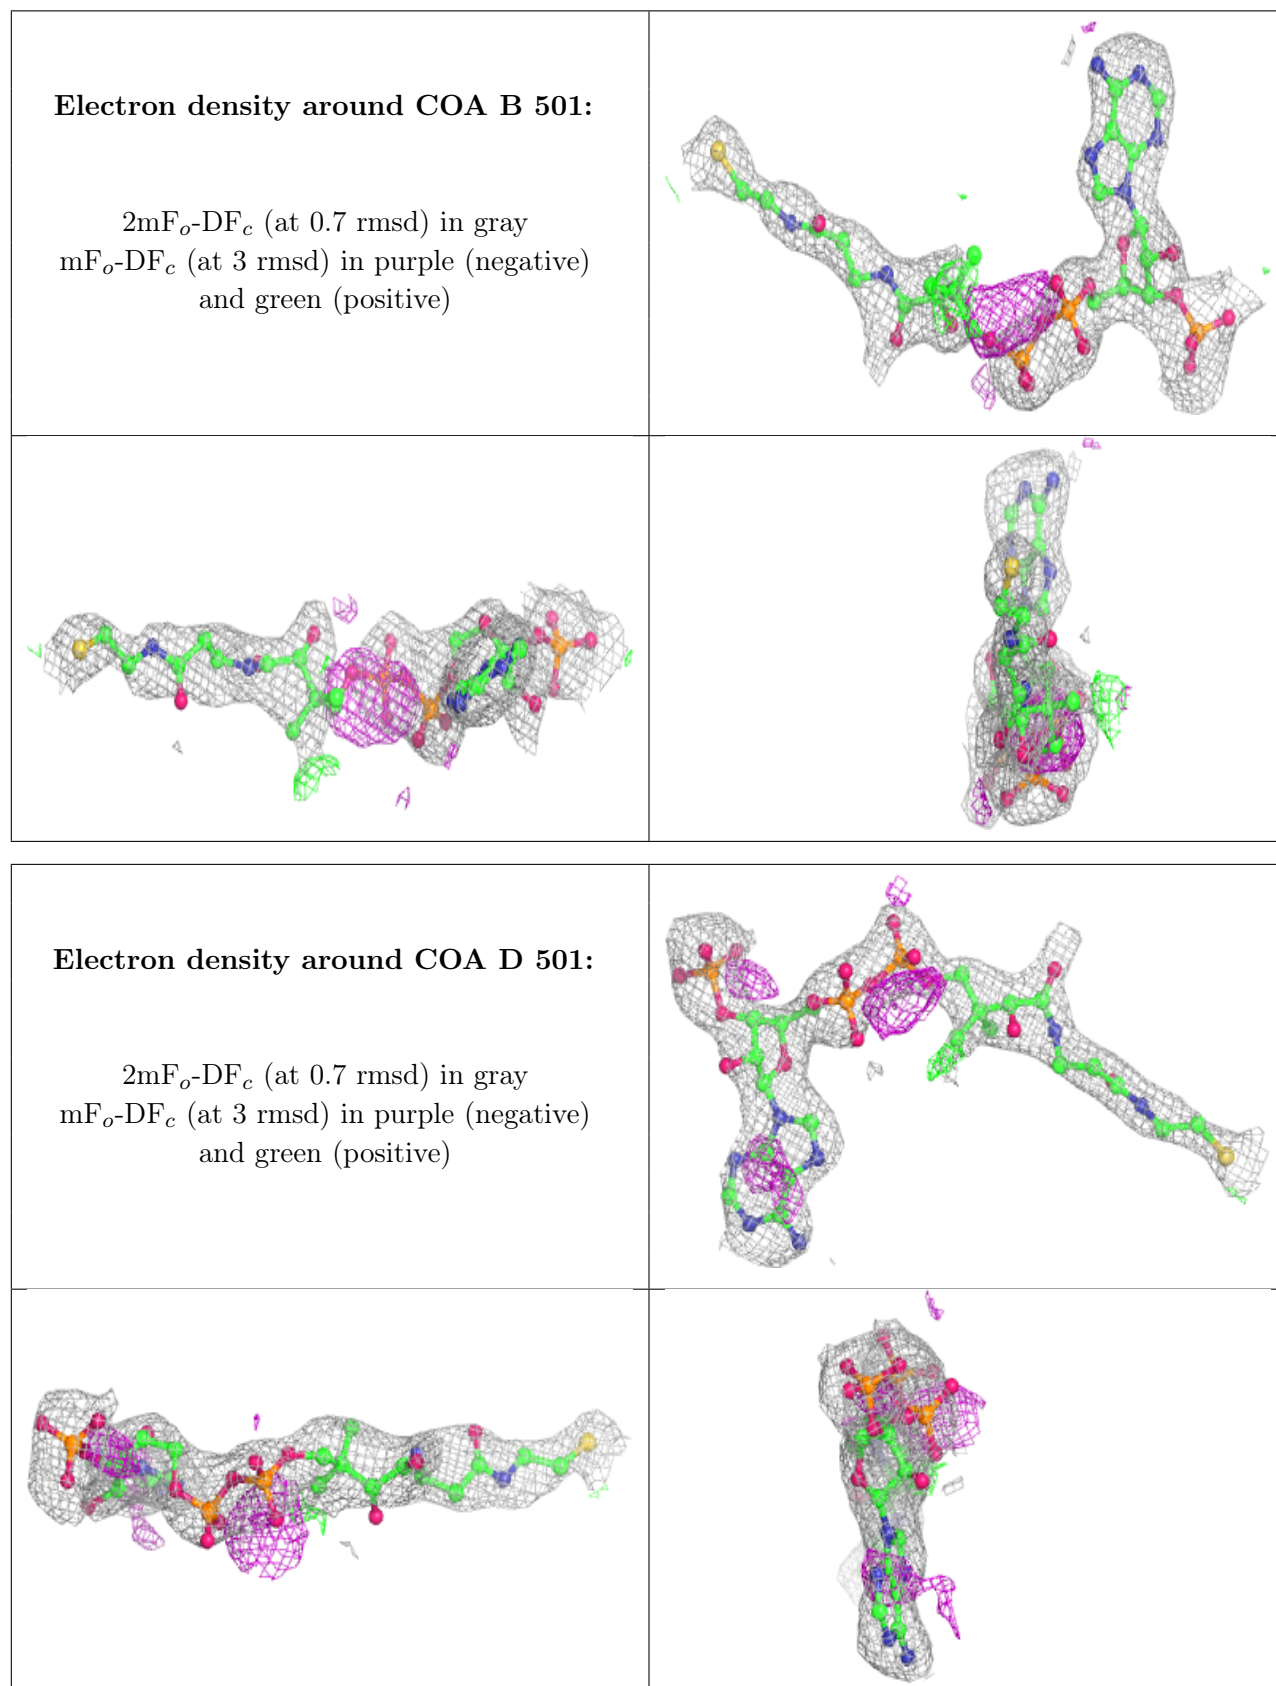 Electron density around COA B 501:
2mFo-DFc (at 0.7 rmsd) in gray
mFo-DFc (at 3 rmsd) in purple (negative)
and green (positive)
Electron density around COA D 501:
2mFo-DFc (at 0.7 rmsd) in gray
mFo-DFc (at 3 rmsd) in purple (negative)
and green (positive)